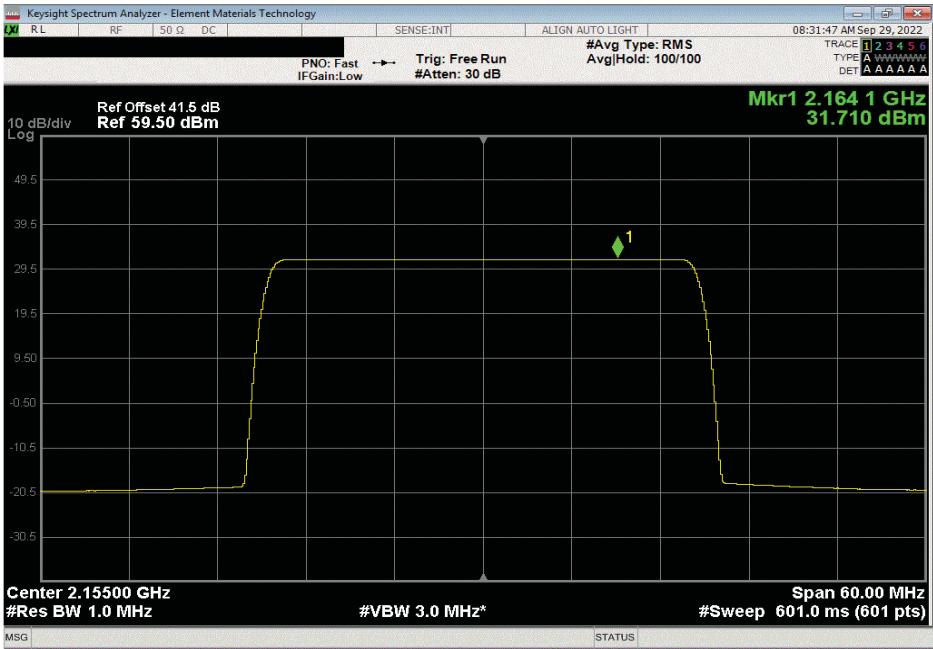 Keysight Spectrum Analyzer - Element Materials Technology
LXI RL RF 50 Ω DC SENSE:INT ALIGN AUTO LIGHT 08:31:47 AM Sep 29, 2022
PNO: Fast
IFGain:Low
Trig: Free Run
#Atten: 30 dB
#Avg Type: RMS
Avg|Hold: 100/100
TRACE 1 2 3 4 5 6
TYPE A WWWWW
DET A A A A A A
Mkr1 2.164 1 GHz
31.710 dBm
Ref Offset 41.5 dB
10 dB/div Ref 59.50 dBm
Log
49.5
39.5
1
29.5
19.5
9.50
-0.50
-10.5
-20.5
-30.5
Center 2.15500 GHz Span 60.00 MHz
#Res BW 1.0 MHz #VBW 3.0 MHz* #Sweep 601.0 ms (601 pts)
MSG STATUS